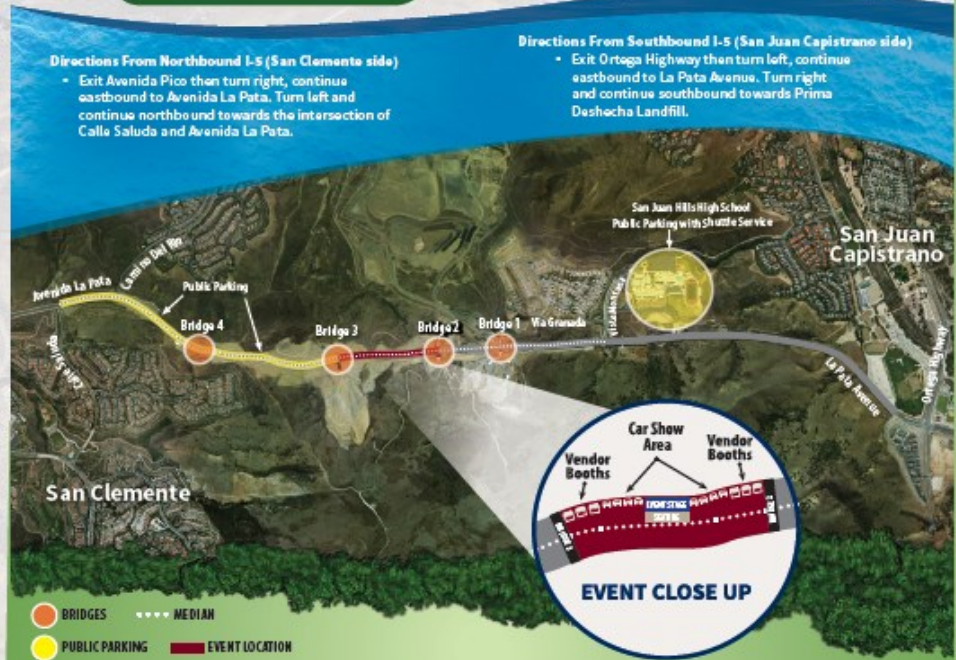 Directions From Northbound I-5 (San Clemente side)
• Exit Avenida Pico then turn right, continue
eastbound to Avenida La Pata. Turn left and
continue northbound towards the intersection of
Calle Saluda and Avenida La Pata.
Directions From Southbound I-5 (San Juan Capistrano side)
• Exit Ortega Highway then turn left, continue
eastbound to La Pata Avenue. Turn right
and continue southbound towards Prima
Deshecha Landfill.
San Juan Hills High School
Public Parking with Shuttle Service
San Juan
Capistrano
Avenida La Pata
Camino Del Rio
Public Parking
Bridge 4
Bridge 3
Bridge 2
Bridge 1
Via Granada
Vista Montana
Calle Saluda
La Pata Avenue
Ortega Highway
San Clemente
Car Show
Area
Vendor
Booths
Vendor
Booths
EVENT STAGE
SEATING
EVENT CLOSE UP
BRIDGES
MEDIAN
PUBLIC PARKING
EVENT LOCATION